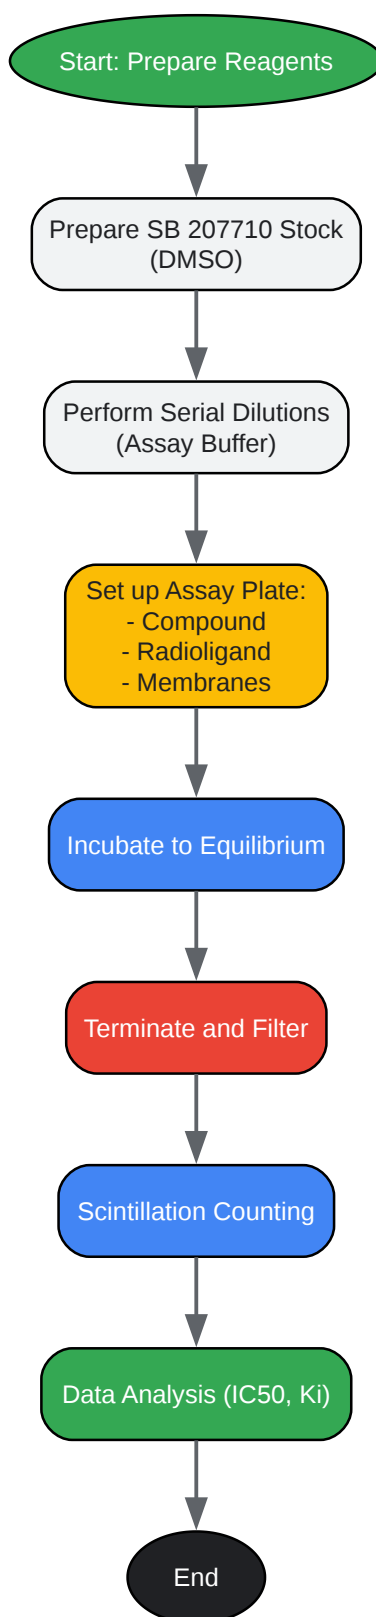 Start: Prepare Reagents
Prepare SB 207710 Stock
(DMSO)
Perform Serial Dilutions
(Assay Buffer)
Set up Assay Plate:
- Compound
- Radioligand
- Membranes
Incubate to Equilibrium
Terminate and Filter
Scintillation Counting
Data Analysis (IC50, Ki)
End